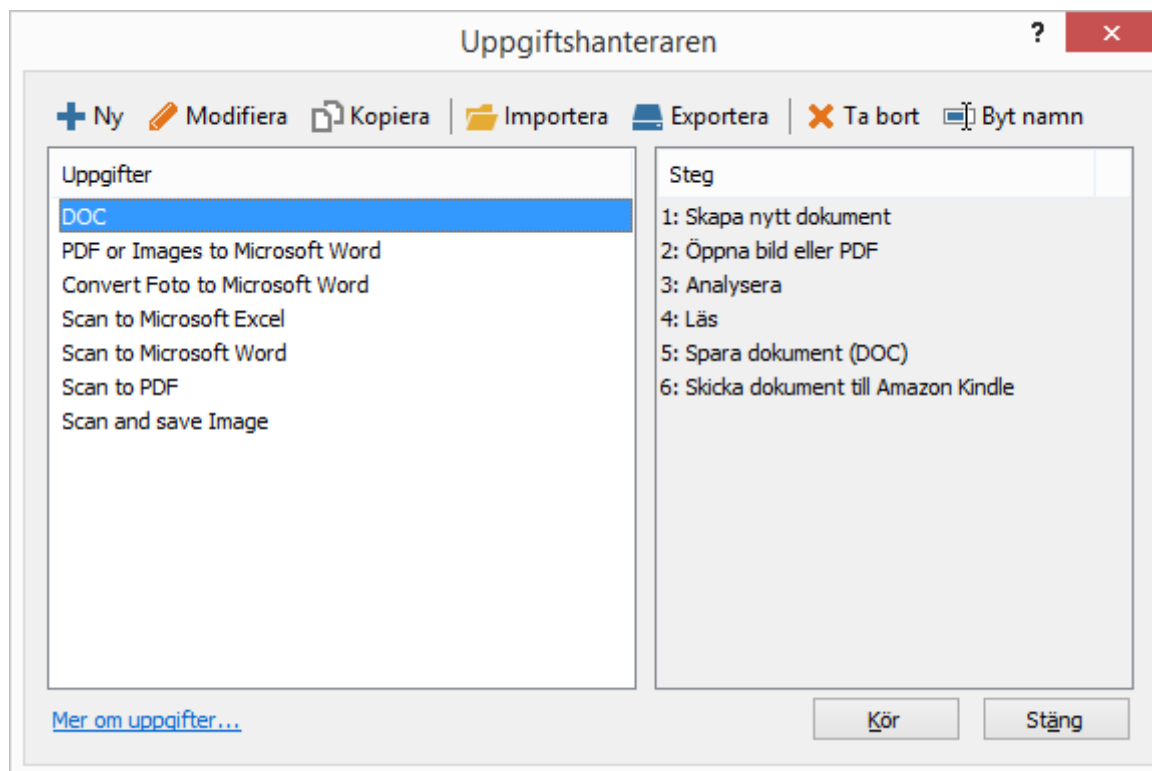 Uppgiftshanteraren
?
Ny Modifiera Kopiera Importera Exportera Ta bort Byt namn
Uppgifter
DOC
PDF or Images to Microsoft Word
Convert Foto to Microsoft Word
Scan to Microsoft Excel
Scan to Microsoft Word
Scan to PDF
Scan and save Image
Steg
1: Skapa nytt dokument
2: Öppna bild eller PDF
3: Analysera
4: Läs
5: Spara dokument (DOC)
6: Skicka dokument till Amazon Kindle
Mer om uppgifter...
Kör
Stäng